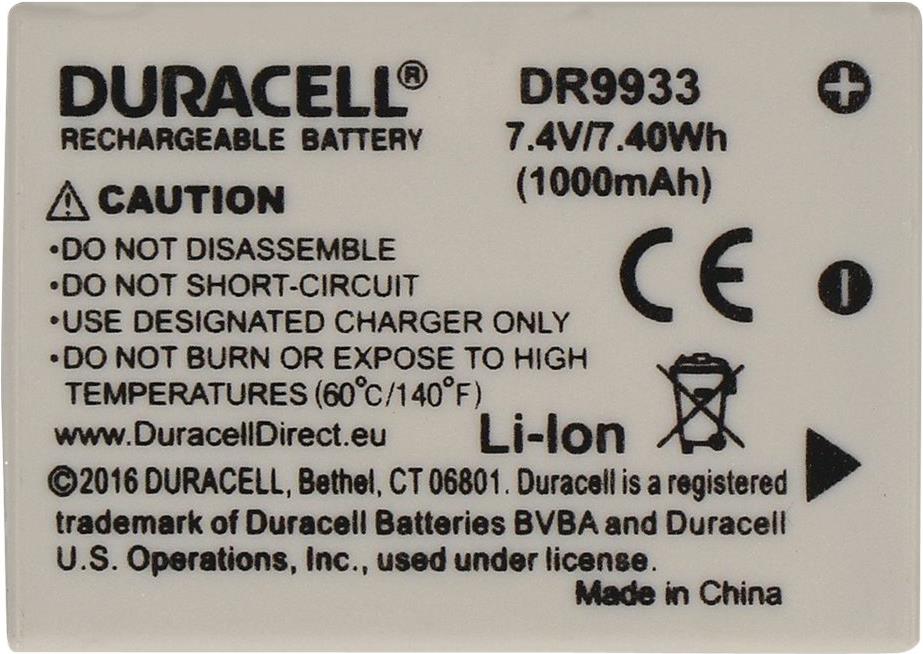 DURACELL®
RECHARGEABLE BATTERY
DR9933
7.4V/7.40Wh
(1000mAh)
+
⚠ CAUTION
•DO NOT DISASSEMBLE
•DO NOT SHORT-CIRCUIT
•USE DESIGNATED CHARGER ONLY
•DO NOT BURN OR EXPOSE TO HIGH
TEMPERATURES (60°C/140°F)
CE
-
www.DuracellDirect.eu
Li-Ion
©2016 DURACELL, Bethel, CT 06801. Duracell is a registered
trademark of Duracell Batteries BVBA and Duracell
U.S. Operations, Inc., used under license.
Made in China